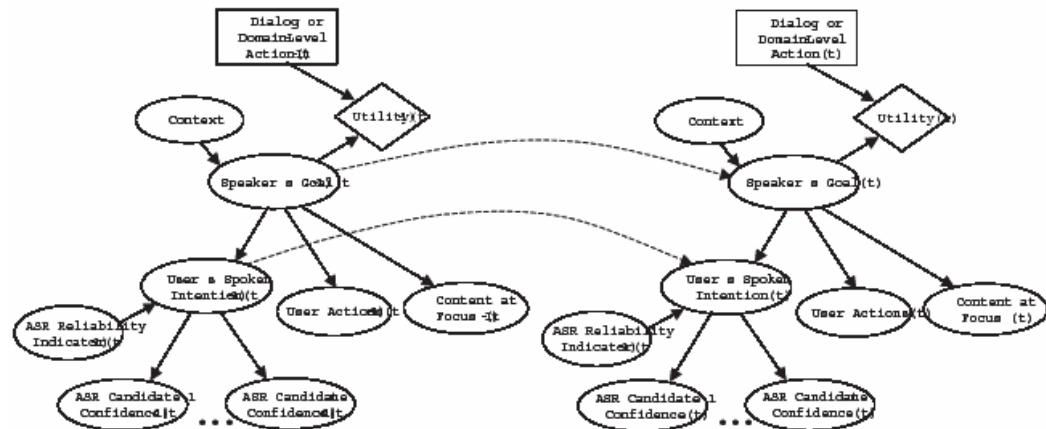 Dialog or
DomainLevel
Action
Context
Utility
Speaker s Goal
User s Spoken
Intention
ASR Reliability
Indicator
User Actions
Content at
Focus
ASR Candidate 1
Confidence
...
ASR Candidate
Confidence
Dialog or
DomainLevel
Action(t)
Context
Utility
Speaker s Goal(t)
User s Spoken
Intention(t)
ASR Reliability
Indicator
User Actions
Content at
Focus (t)
ASR Candidate 1
Confidence(t)
...
ASR Candidate
Confidence(t)